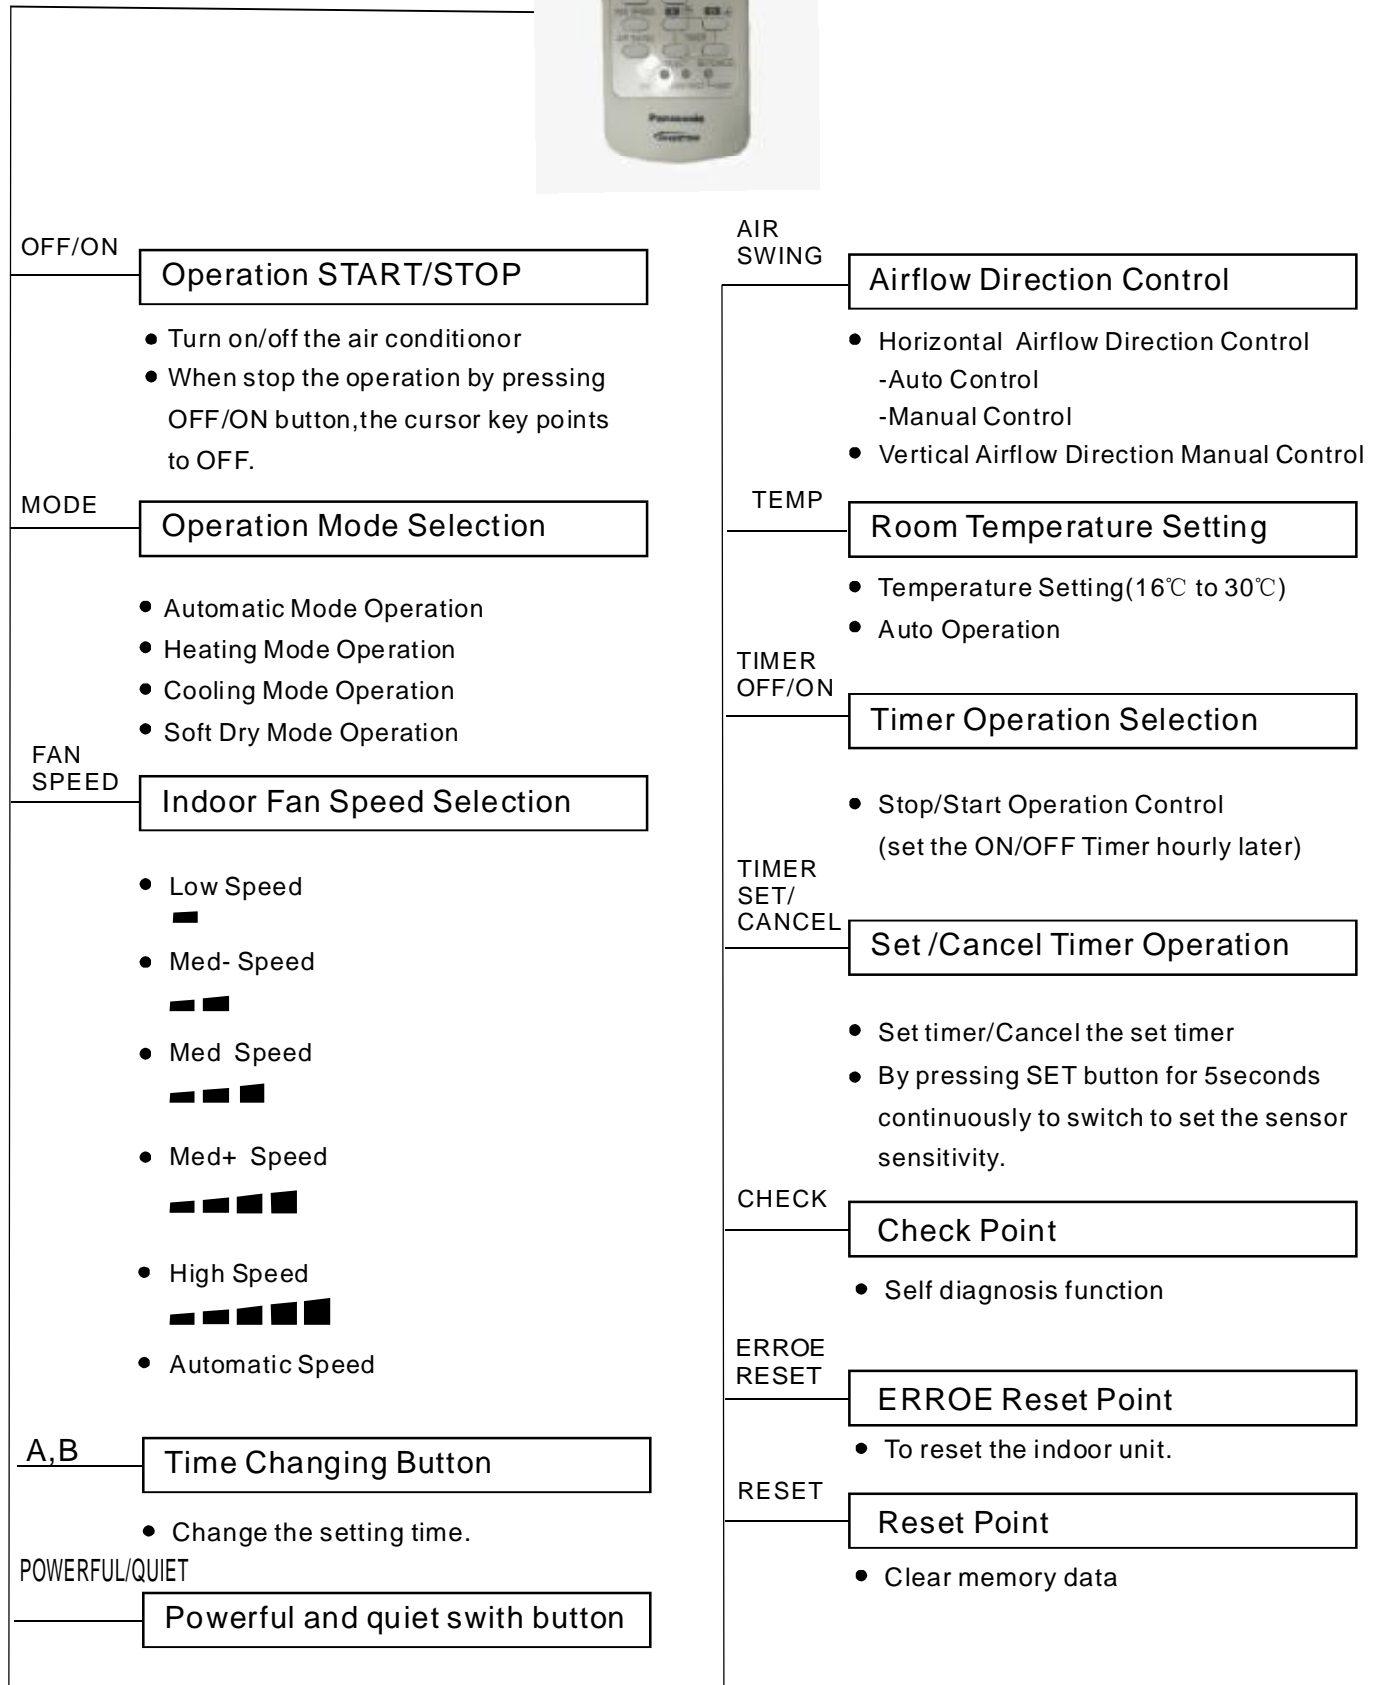 Panasonic
OFF/ON
Operation START/STOP
● Turn on/off the air conditionor
● When stop the operation by pressing
OFF/ON button,the cursor key points
to OFF.
MODE
Operation Mode Selection
● Automatic Mode Operation
● Heating Mode Operation
● Cooling Mode Operation
● Soft Dry Mode Operation
FAN
SPEED
Indoor Fan Speed Selection
● Low Speed
● Med- Speed
● Med Speed
● Med+ Speed
● High Speed
● Automatic Speed
A,B
Time Changing Button
● Change the setting time.
POWERFUL/QUIET
Powerful and quiet swith button
AIR
SWING
Airflow Direction Control
● Horizontal Airflow Direction Control
-Auto Control
-Manual Control
● Vertical Airflow Direction Manual Control
TEMP
Room Temperature Setting
● Temperature Setting(16℃ to 30℃)
● Auto Operation
TIMER
OFF/ON
Timer Operation Selection
● Stop/Start Operation Control
(set the ON/OFF Timer hourly later)
TIMER
SET/
CANCEL
Set /Cancel Timer Operation
● Set timer/Cancel the set timer
● By pressing SET button for 5seconds
continuously to switch to set the sensor
sensitivity.
CHECK
Check Point
● Self diagnosis function
ERROE
RESET
ERROE Reset Point
● To reset the indoor unit.
RESET
Reset Point
● Clear memory data